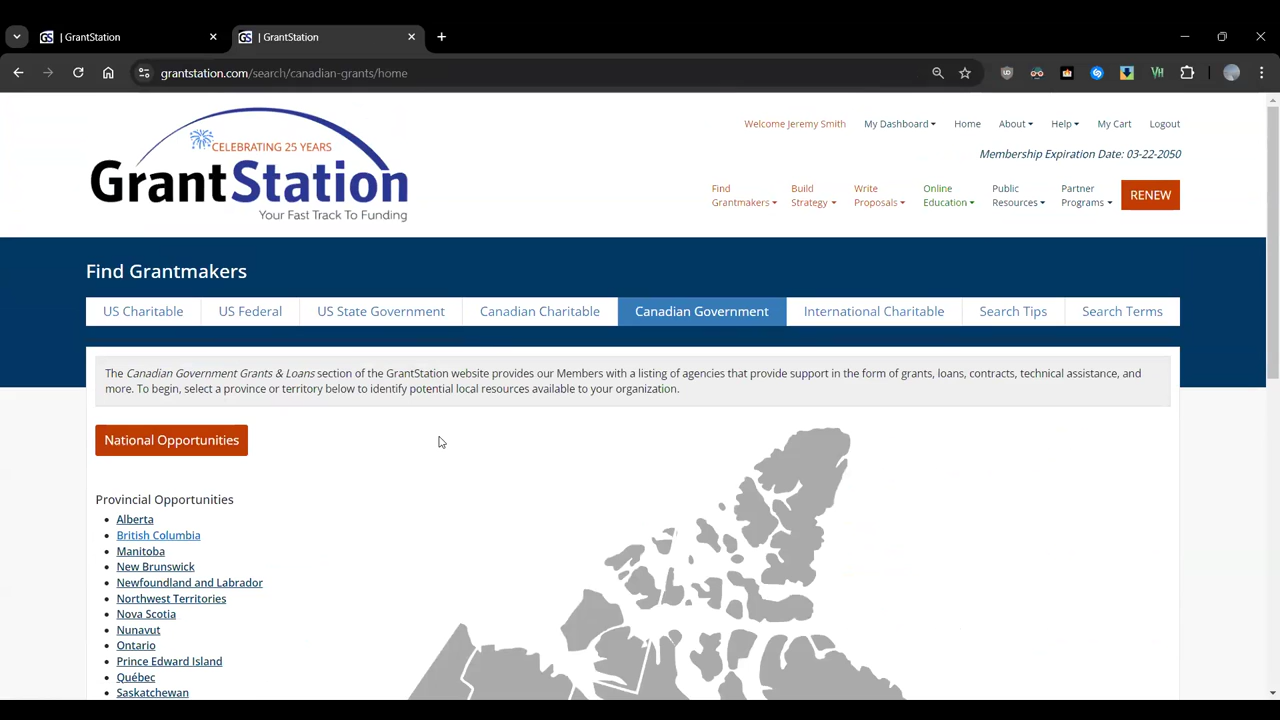 | GrantStation
| GrantStation
grantstation.com/search/canadian-grants/home
CELEBRATING 25 YEARS
GrantStation
Your Fast Track To Funding
Welcome Jeremy Smith My Dashboard Home About Help My Cart Logout
Membership Expiration Date: 03-22-2050
Find Grantmakers
Build Strategy
Write Proposals
Online Education
Public Resources
Partner Programs
RENEW
Find Grantmakers
US Charitable US Federal US State Government Canadian Charitable Canadian Government International Charitable Search Tips Search Terms
The Canadian Government Grants & Loans section of the GrantStation website provides our Members with a listing of agencies that provide support in the form of grants, loans, contracts, technical assistance, and
more. To begin, select a province or territory below to identify potential local resources available to your organization.
National Opportunities
Provincial Opportunities
Alberta
British Columbia
Manitoba
New Brunswick
Newfoundland and Labrador
Northwest Territories
Nova Scotia
Nunavut
Ontario
Prince Edward Island
Québec
Saskatchewan